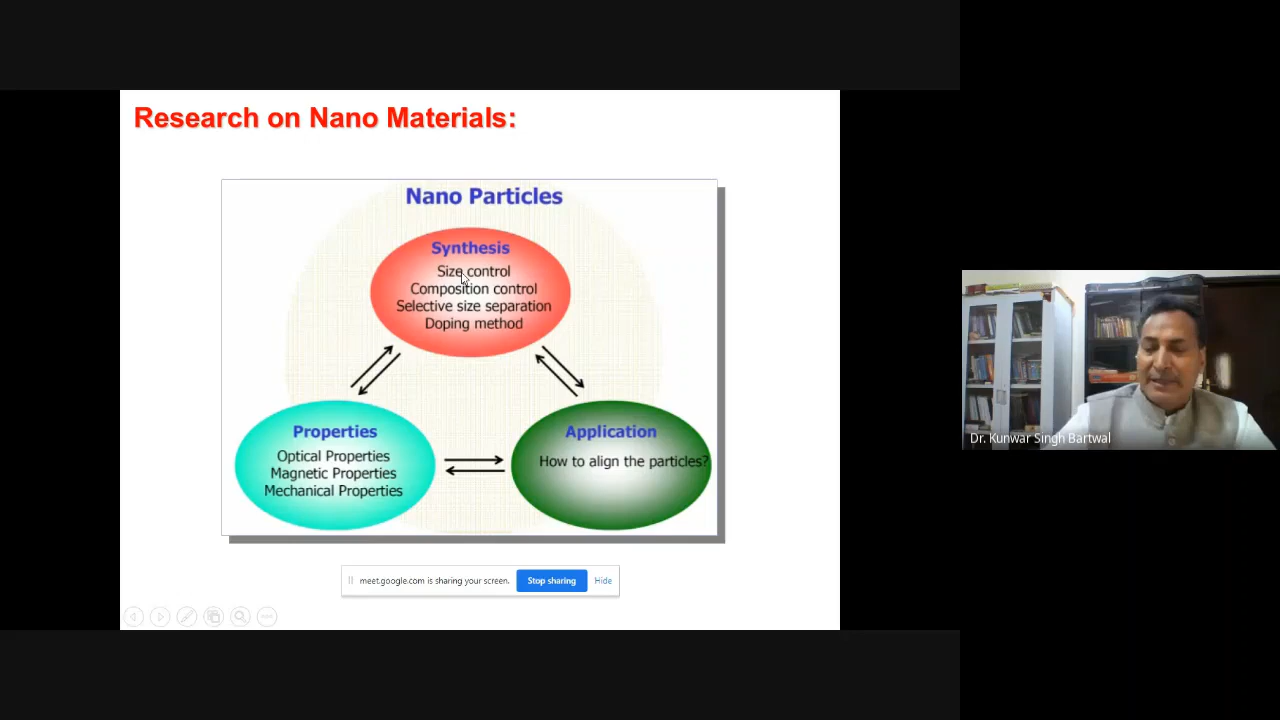 Research on Nano Materials:
Nano Particles
Synthesis
Size control
Composition control
Selective size separation
Doping method
Properties
Optical Properties
Magnetic Properties
Mechanical Properties
Application
How to align the particles?
meet.google.com is sharing your screen.
Stop sharing
Hide
Dr. Kunwar Singh Bartwal